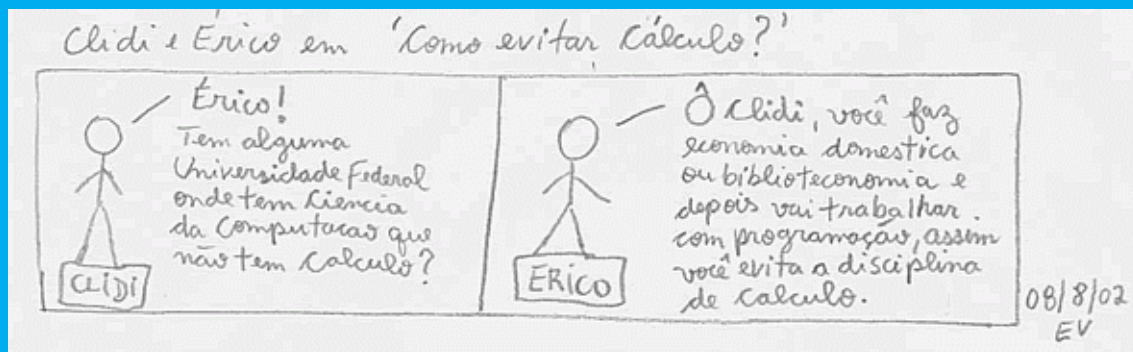 Clidi e Érico em 'Como evitar Cálculo?'
Érico!
Tem alguma
Universidade Federal
onde tem Ciencia
da Computacao que
não tem Calculo?
CLIDI
Ô Clidi, você faz
economia domestica
ou biblioteconomia e
depois vai trabalhar.
com programação, assim
você evita a disciplina
de calculo.
ERICO
08/8/02
EV